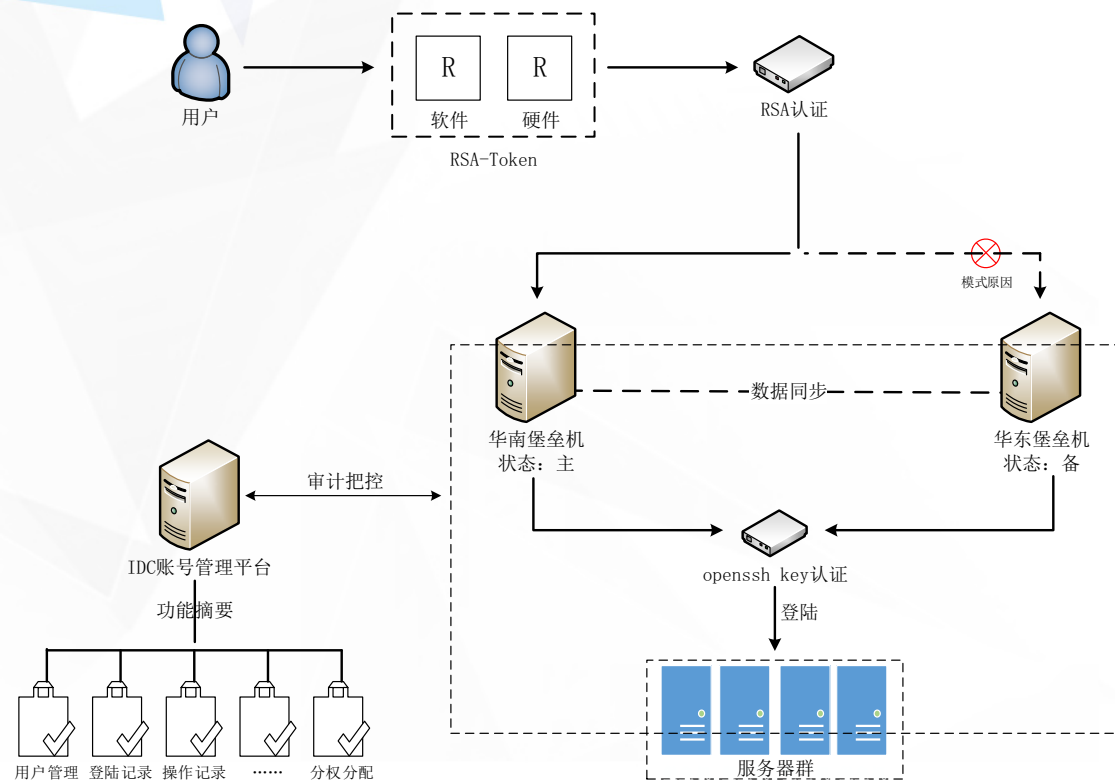 R
R
用户
软件
硬件
RSA-Token
RSA认证
模式原因
数据同步
华南堡垒机
状态：主
华东堡垒机
状态：备
审计把控
IDC账号管理平台
功能摘要
openssh key认证
登陆
用户管理
登陆记录
操作记录
……
分权分配
服务器群